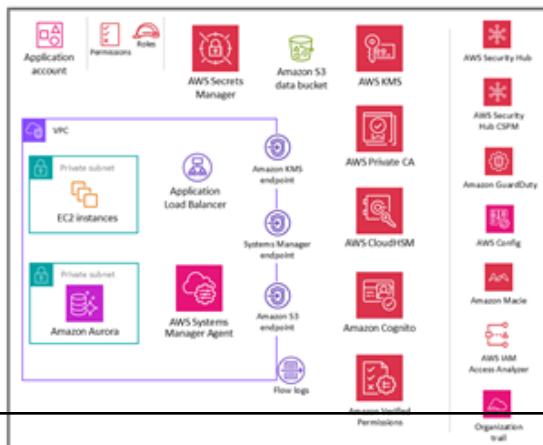 Application
account
Permissions
Roles
AWS Secrets
Manager
Amazon S3
data bucket
AWS KMS
AWS Security Hub
AWS Security
Hub CSPM
VPC
Private subnet
EC2 instances
Application
Load Balancer
Amazon KMS
endpoint
AWS Private CA
Amazon GuardDuty
Systems Manager
endpoint
AWS CloudHSM
AWS Config
Private subnet
Amazon Aurora
AWS Systems
Manager Agent
Amazon S3
endpoint
Amazon Cognito
Amazon Macie
AWS IAM
Access Analyzer
Flow logs
Amazon Verified
Permissions
Organization
trail